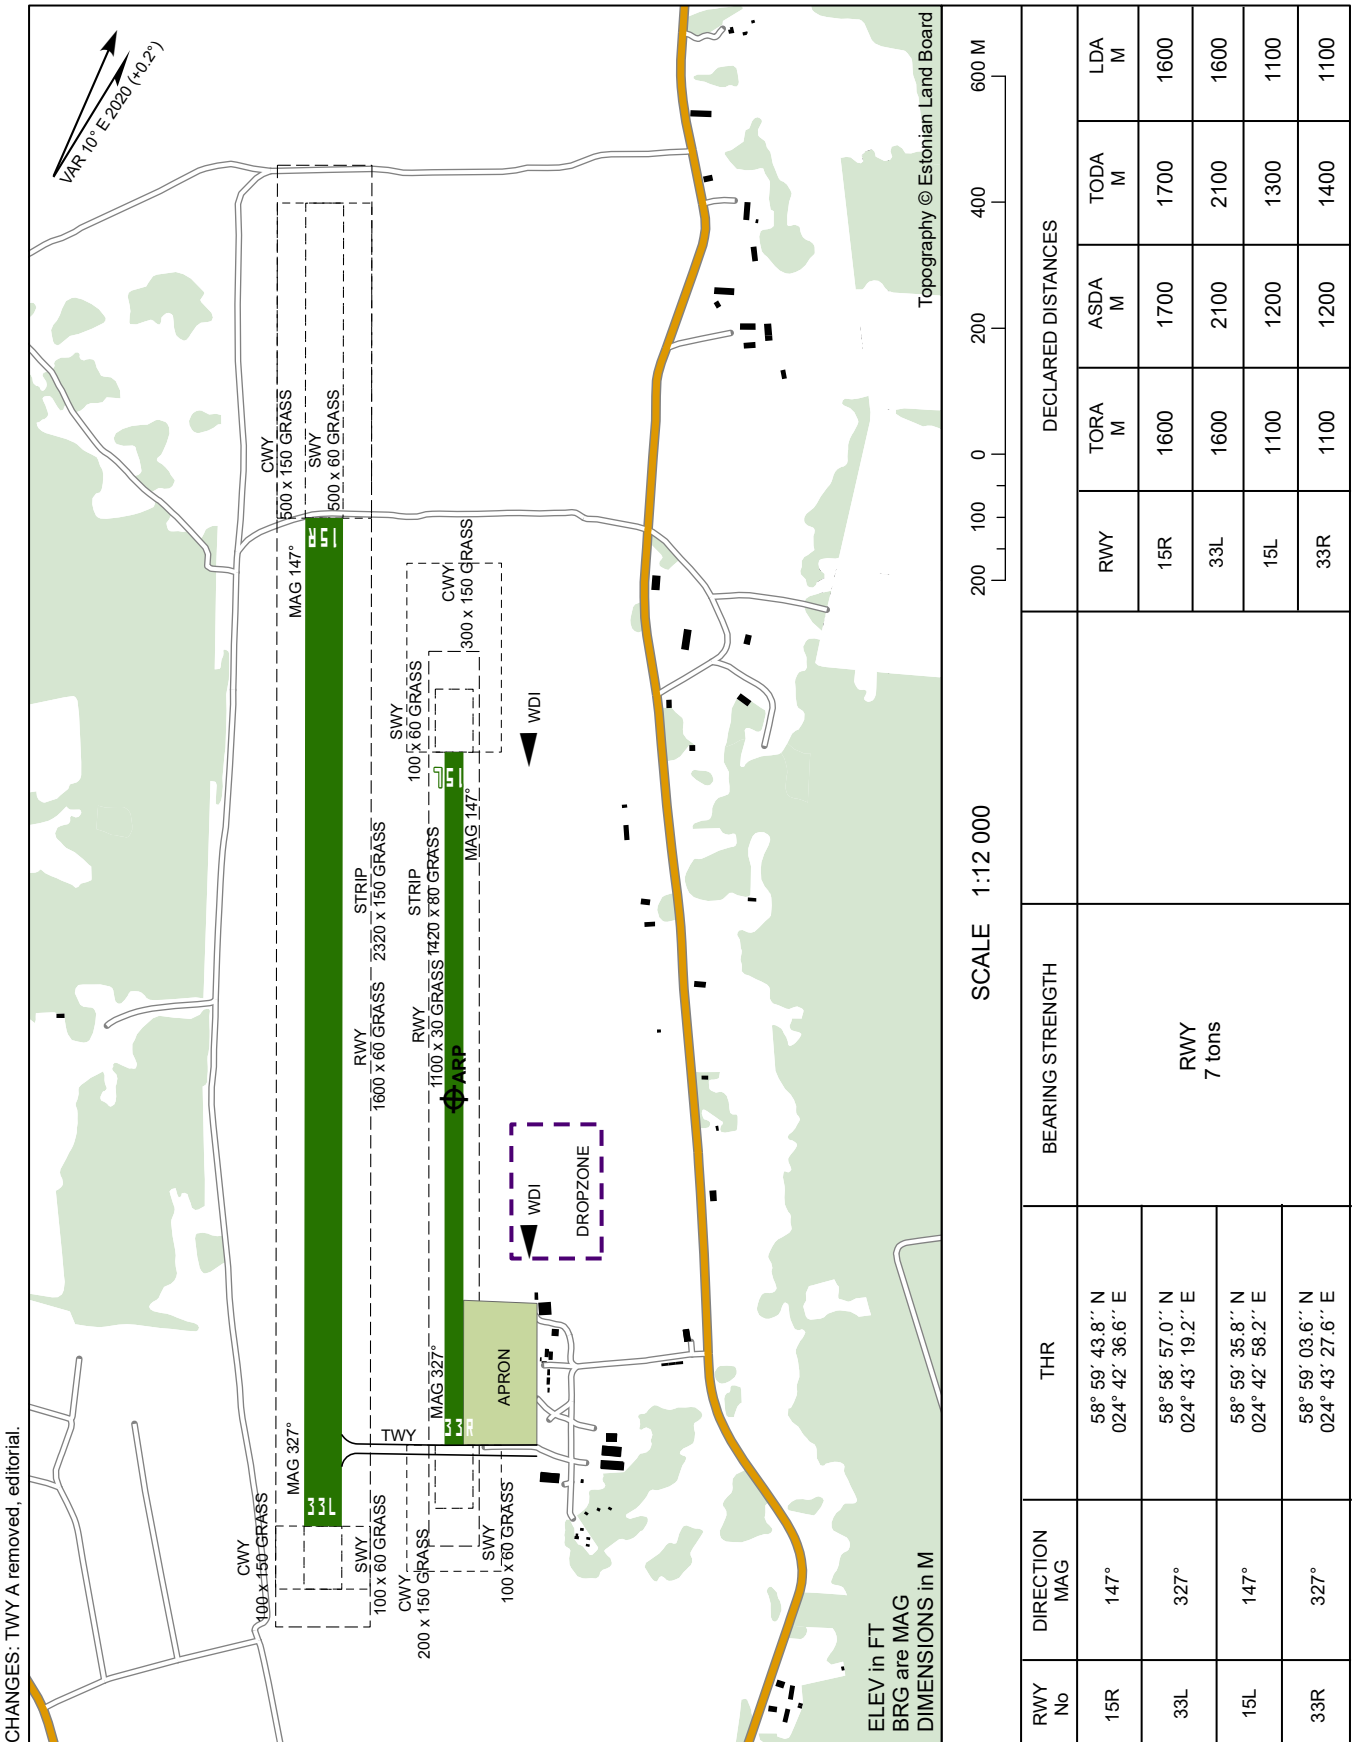 CHANGES: TWY A removed, editorial.
VAR 10° E 2020 (+0.2°)
CWY
500 x 150 GRASS
SWY
500 x 60 GRASS
15R
MAG 147°
STRIP
2320 x 150 GRASS
RWY
1600 x 60 GRASS
MAG 327°
33L
CWY
100 x 150 GRASS
SWY
100 x 60 GRASS
CWY
300 x 150 GRASS
SWY
100 x 60 GRASS
15L
MAG 147°
STRIP
1420 x 80 GRASS
RWY
1100 x 30 GRASS
ARP
MAG 327°
33R
TWY
CWY
200 x 150 GRASS
SWY
100 x 60 GRASS
WDI
WDI
DROPZONE
APRON
ELEV in FT
BRG are MAG
DIMENSIONS in M
Topography © Estonian Land Board
SCALE 1:12 000
200 100 0 200 400 600 M
RWY No DIRECTION MAG THR BEARING STRENGTH DECLARED DISTANCES
RWY TORA M ASDA M TODA M LDA M
15R 147° 58° 59´ 43.8´´ N
024° 42´ 36.6´´ E
33L 327° 58° 58´ 57.0´´ N
024° 43´ 19.2´´ E
15L 147° 58° 59´ 35.8´´ N
024° 42´ 58.2´´ E
33R 327° 58° 59´ 03.6´´ N
024° 43´ 27.6´´ E
RWY
7 tons
15R 1600 1700 1700 1600
33L 1600 2100 2100 1600
15L 1100 1200 1300 1100
33R 1100 1200 1400 1100